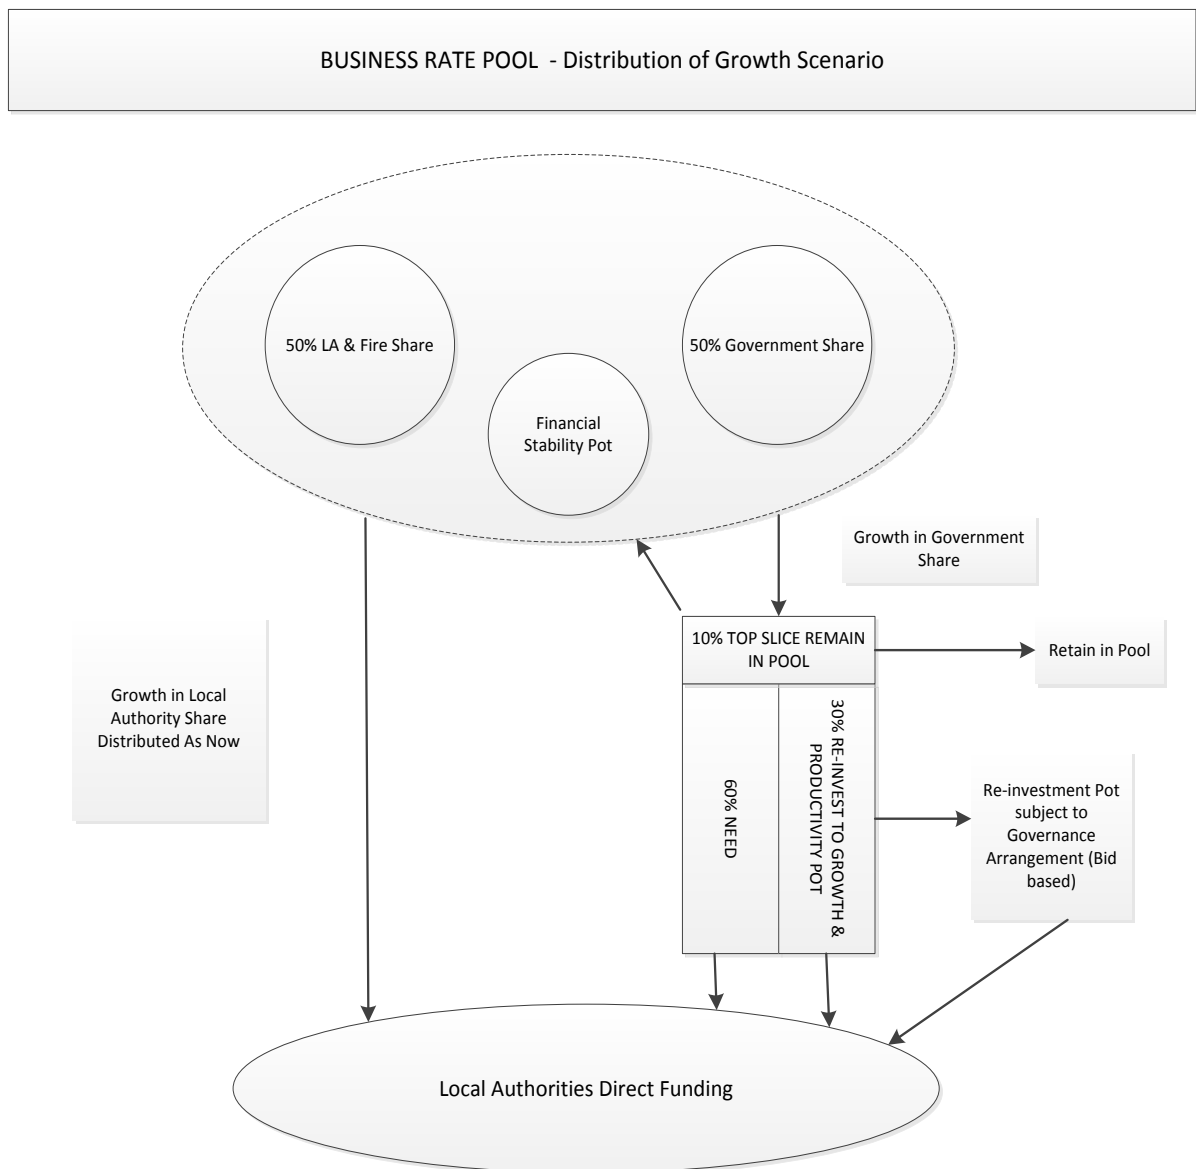 BUSINESS RATE POOL - Distribution of Growth Scenario
50% LA & Fire Share
50% Government Share
Financial
Stability Pot
Growth in Government
Share
10% TOP SLICE REMAIN
IN POOL
Retain in Pool
Growth in Local
Authority Share
Distributed As Now
60% NEED
30% RE-INVEST TO GROWTH &
PRODUCTIVITY POT
Re-investment Pot
subject to
Governance
Arrangement (Bid
based)
Local Authorities Direct Funding